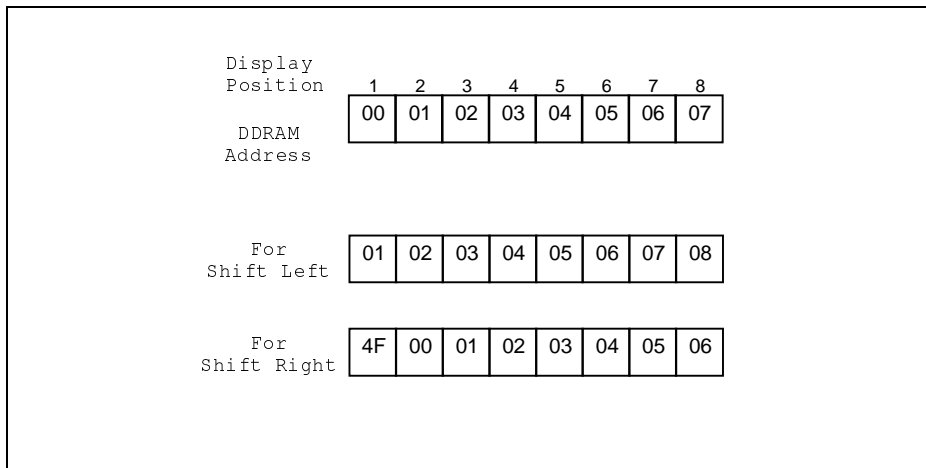 Display
Position
1 2 3 4 5 6 7 8
00 01 02 03 04 05 06 07
DDRAM
Address
For
Shift Left
01 02 03 04 05 06 07 08
For
Shift Right
4F 00 01 02 03 04 05 06